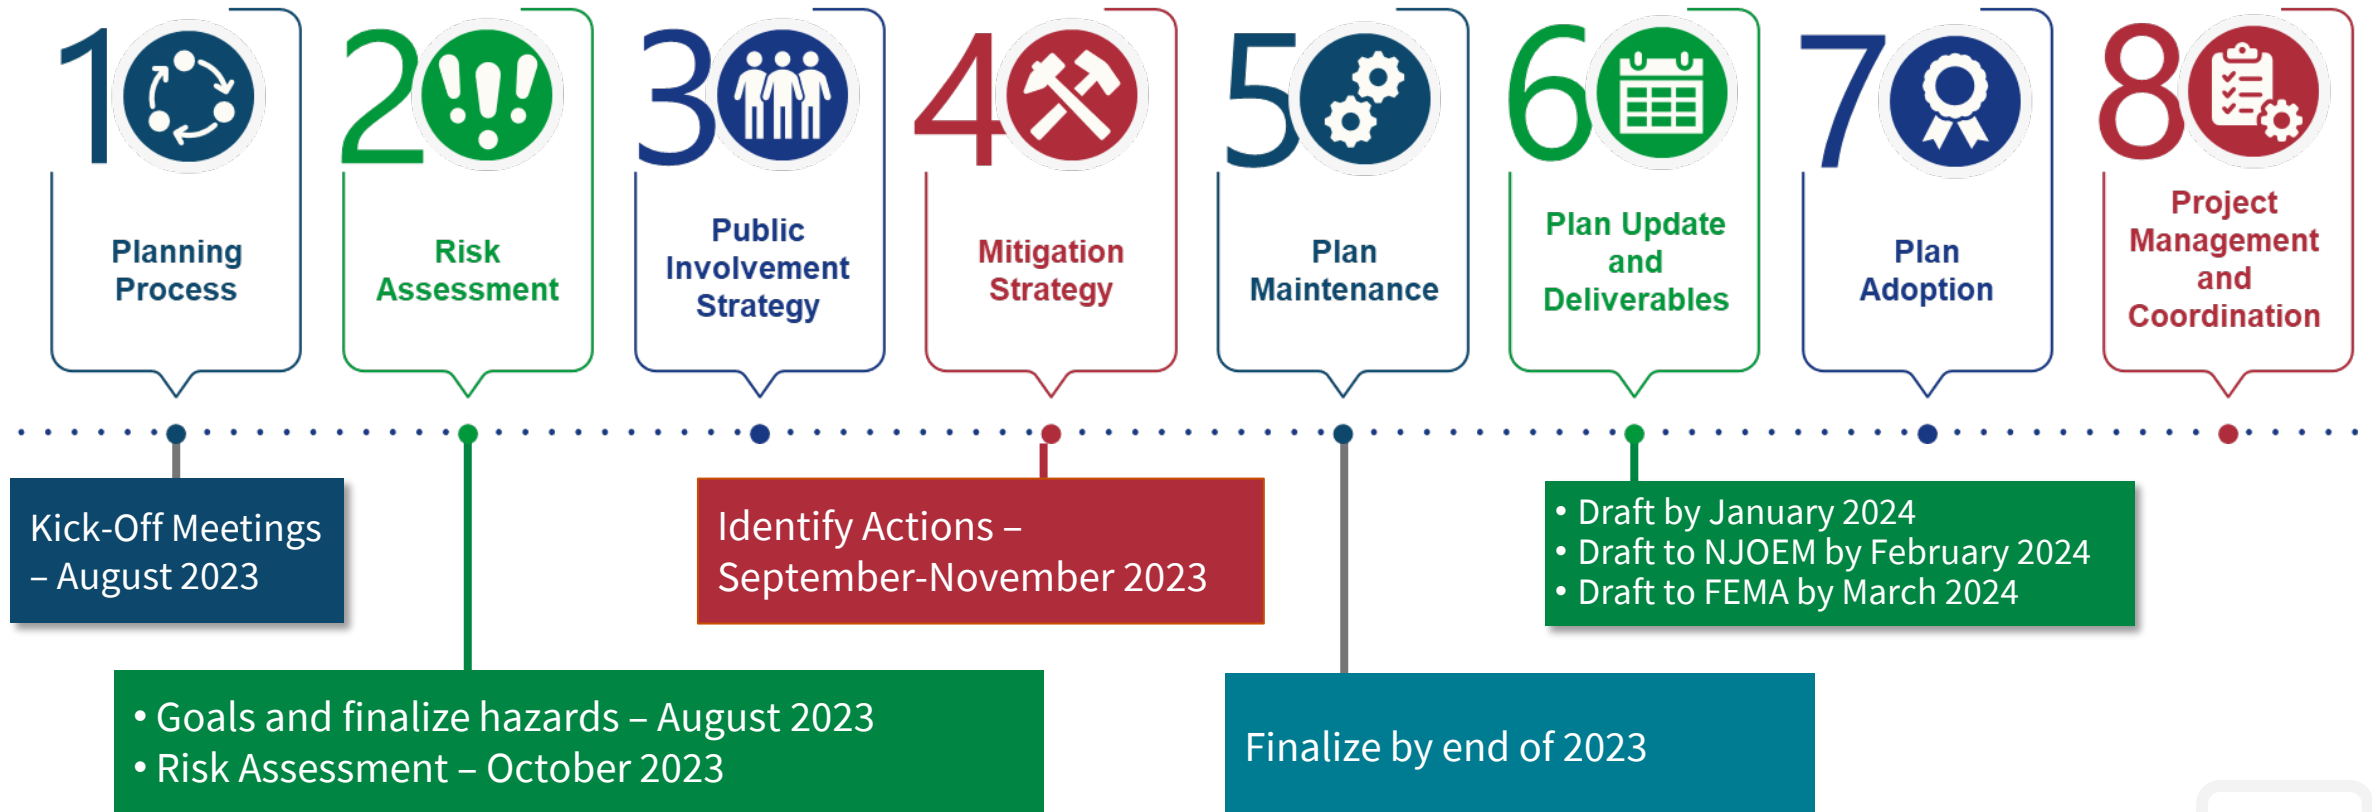 1
Planning
Process
2
Risk
Assessment
3
Public
Involvement
Strategy
4
Mitigation
Strategy
5
Plan
Maintenance
6
Plan Update
and
Deliverables
7
Plan
Adoption
8
Project
Management
and
Coordination
Kick-Off Meetings
– August 2023
• Goals and finalize hazards – August 2023
• Risk Assessment – October 2023
Identify Actions –
September-November 2023
Finalize by end of 2023
• Draft by January 2024
• Draft to NJOEM by February 2024
• Draft to FEMA by March 2024